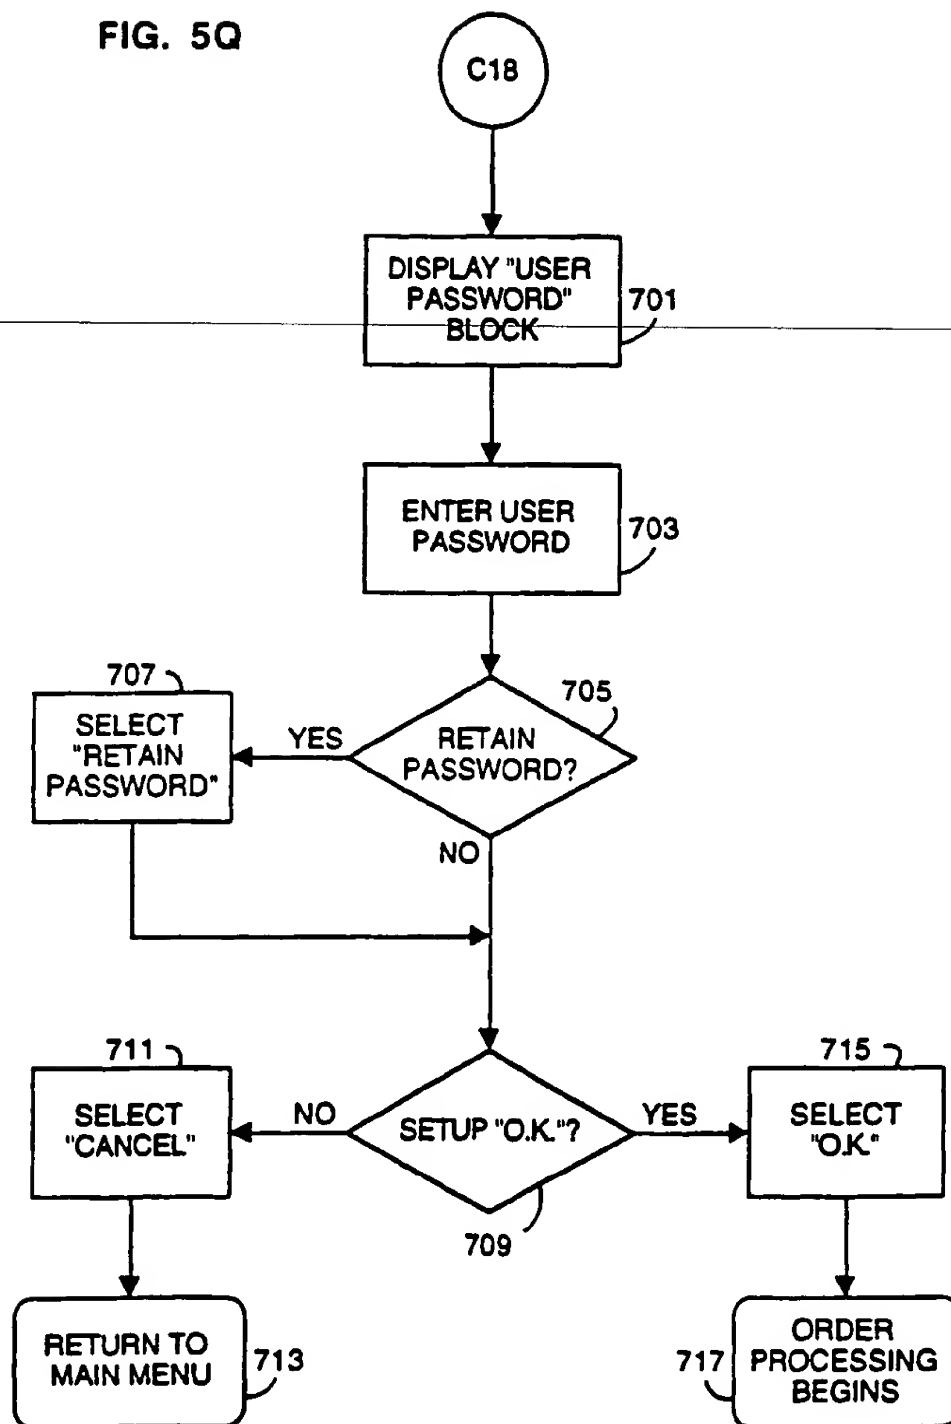 FIG. 5Q
C18
DISPLAY "USER
PASSWORD"
BLOCK
701
ENTER USER
PASSWORD
703
707
SELECT
"RETAIN
PASSWORD"
YES
RETAIN
PASSWORD?
705
NO
711
SELECT
"CANCEL"
NO
SETUP "O.K."?
709
YES
715
SELECT
"O.K."
RETURN TO
MAIN MENU
713
717
ORDER
PROCESSING
BEGINS